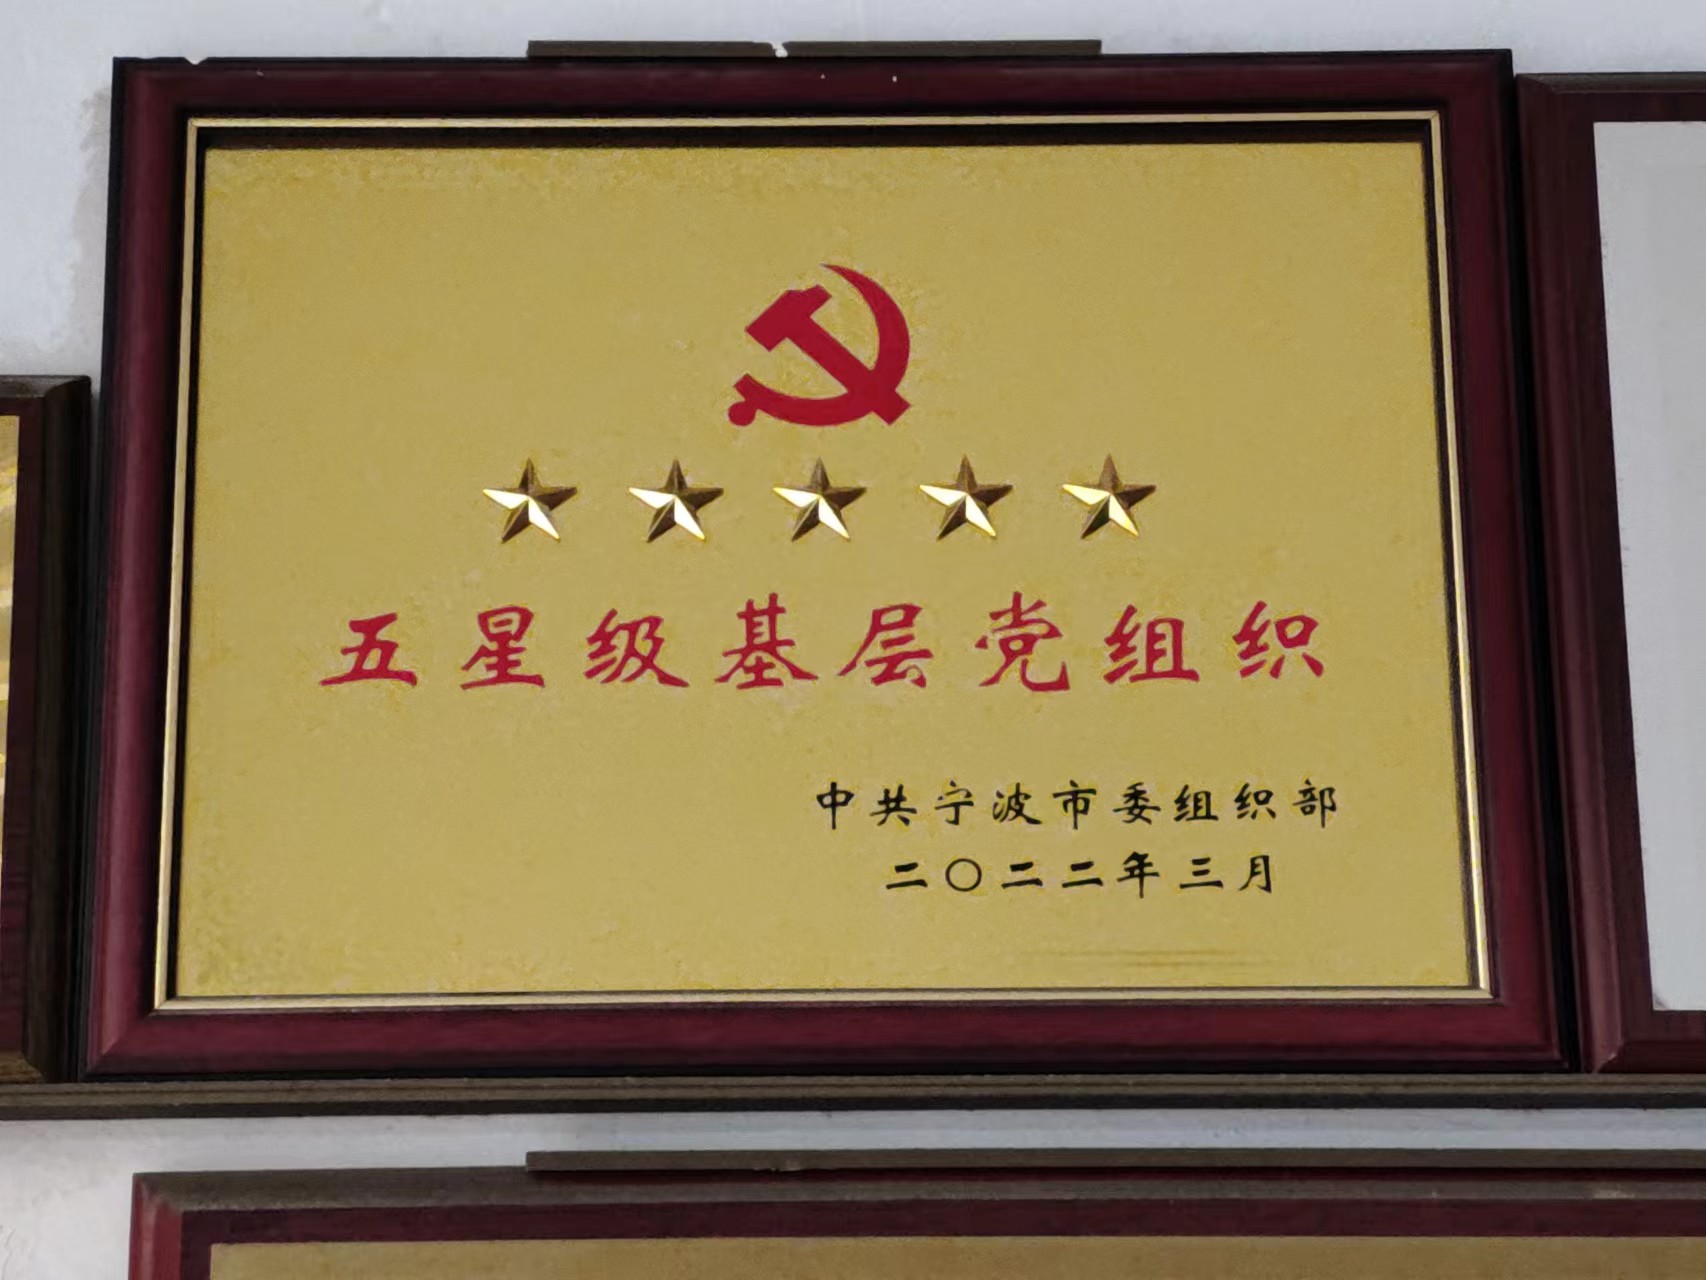 五星级基层党组织
中共宁波市委组织部
二〇二二年三月